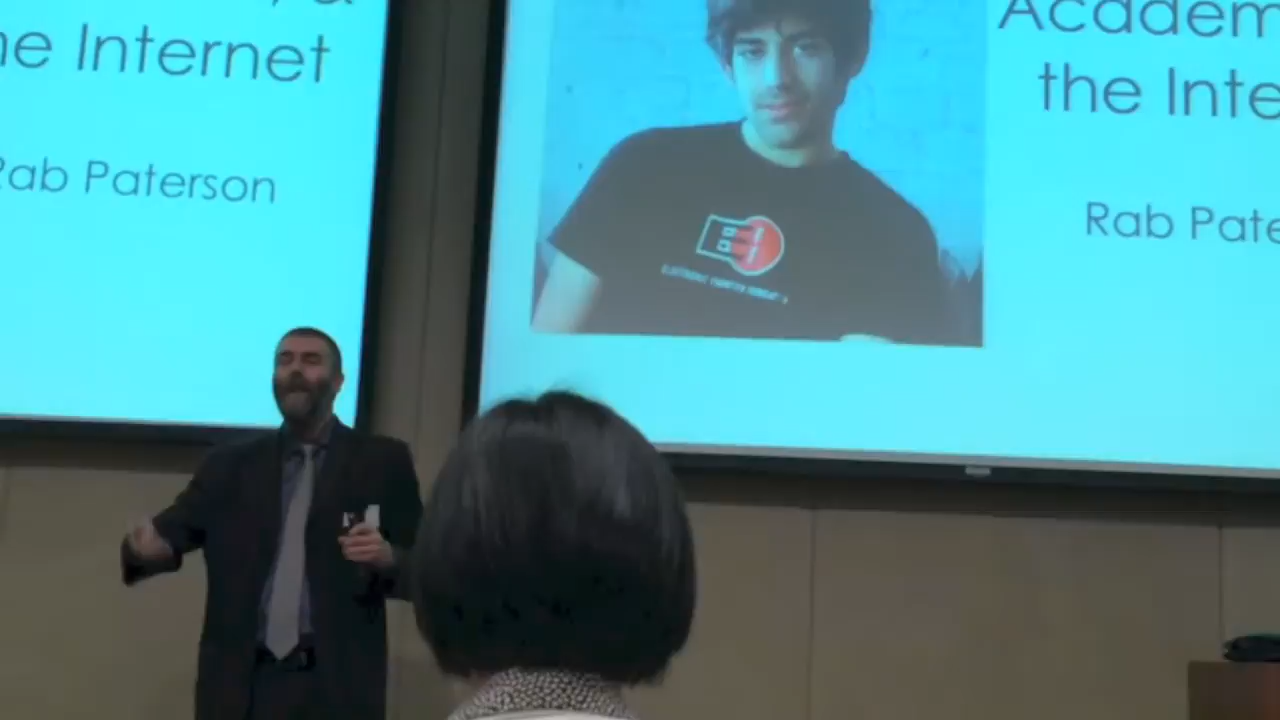 &
he Internet
Rab Paterson
Academ
the Inte
Rab Pate